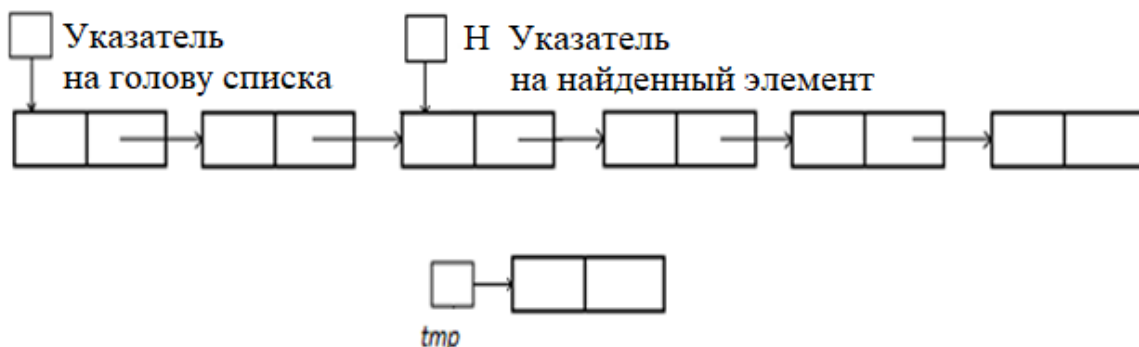 Указатель
на голову списка
Н Указатель
на найденный элемент
tmp